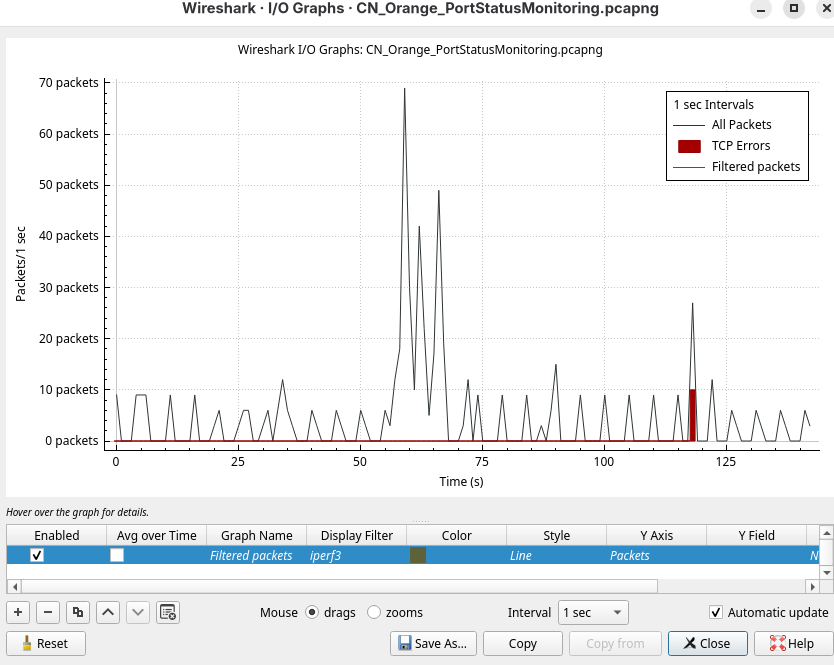 Wireshark · I/O Graphs · CN_Orange_PortStatusMonitoring.pcapng
Wireshark I/O Graphs: CN_Orange_PortStatusMonitoring.pcapng
70 packets
60 packets
50 packets
40 packets
30 packets
20 packets
10 packets
0 packets
Packets/1 sec
1 sec Intervals
All Packets
TCP Errors
Filtered packets
0 25 50 75 100 125
Time (s)
Hover over the graph for details.
Enabled Avg over Time Graph Name Display Filter Color Style Y Axis Y Field
Filtered packets iperf3 Line Packets N
Mouse drags zooms Interval 1 sec Automatic update
Reset Save As... Copy Copy from Close Help